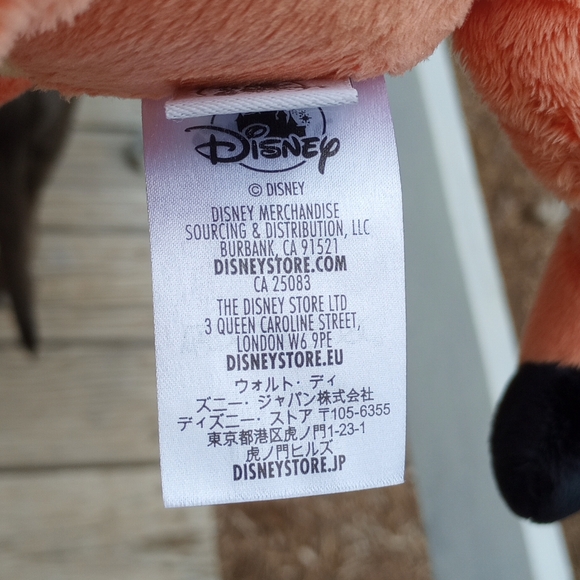 Disney
© DISNEY
DISNEY MERCHANDISE
SOURCING & DISTRIBUTION, LLC
BURBANK, CA 91521
DISNEYSTORE.COM
CA 25083
THE DISNEY STORE LTD
3 QUEEN CAROLINE STREET,
LONDON W6 9PE
DISNEYSTORE.EU
ウォルト・ディ
ズニー・ジャパン株式会社
ディズニー・ストア 〒105-6355
東京都港区虎ノ門1-23-1
虎ノ門ヒルズ
DISNEYSTORE.JP